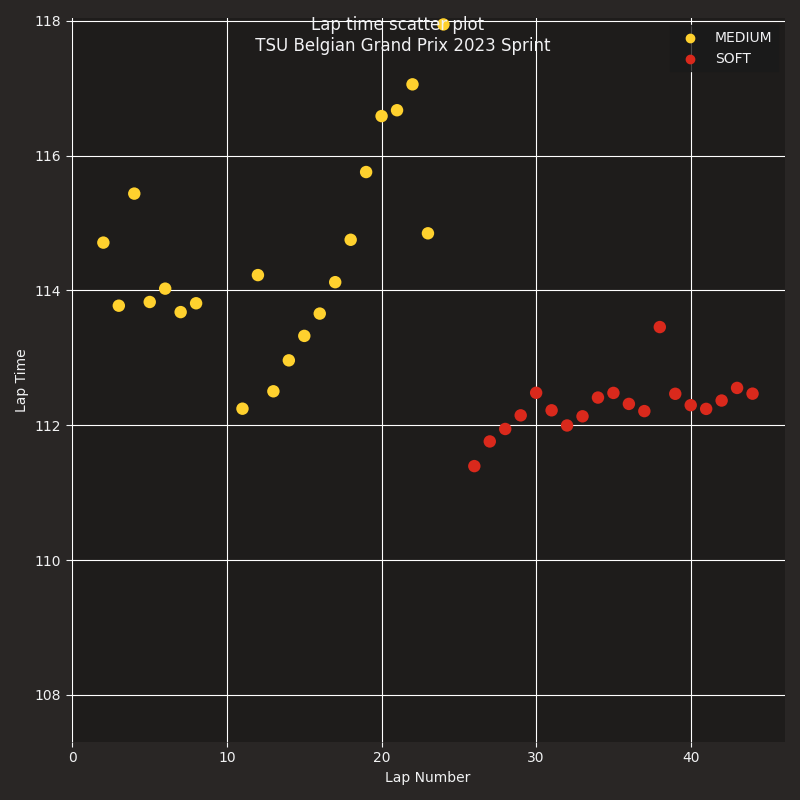 Lap time scatter plot
TSU Belgian Grand Prix 2023 Sprint
MEDIUM
SOFT
118
116
114
112
110
108
Lap Time
0
10
20
30
40
Lap Number